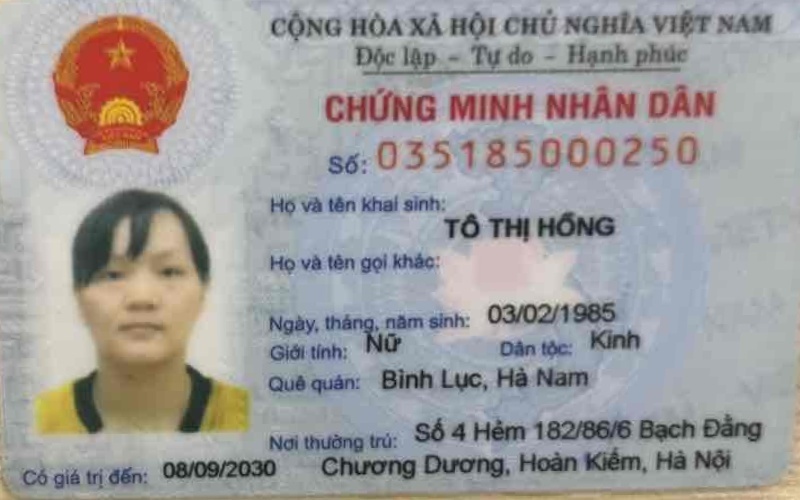 CỘNG HÒA XÃ HỘI CHỦ NGHĨA VIỆT NAM
Độc lập - Tự do - Hạnh phúc
CHỨNG MINH NHÂN DÂN
Số: 035185000250
Họ và tên khai sinh:
TÔ THỊ HỒNG
Họ và tên gọi khác:
Ngày, tháng, năm sinh: 03/02/1985
Giới tính: Nữ Dân tộc: Kinh
Quê quán: Bình Lục, Hà Nam
Nơi thường trú: Số 4 Hẻm 182/86/6 Bạch Đằng
Chương Dương, Hoàn Kiếm, Hà Nội
Có giá trị đến: 08/09/2030